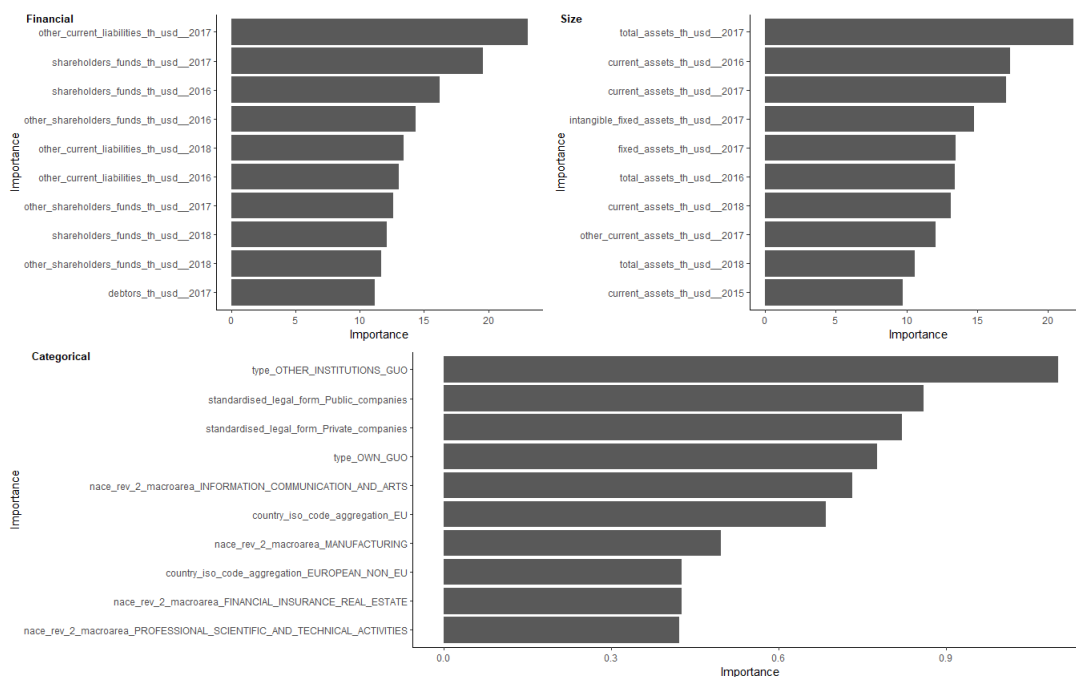 Financial
other_current_liabilities_th_usd__2017
shareholders_funds_th_usd__2017
shareholders_funds_th_usd__2016
other_shareholders_funds_th_usd__2016
other_current_liabilities_th_usd__2018
other_current_liabilities_th_usd__2016
other_shareholders_funds_th_usd__2017
shareholders_funds_th_usd__2018
other_shareholders_funds_th_usd__2018
debtors_th_usd__2017
Importance
0 5 10 15 20
Importance
Size
total_assets_th_usd__2017
current_assets_th_usd__2016
current_assets_th_usd__2017
intangible_fixed_assets_th_usd__2017
fixed_assets_th_usd__2017
total_assets_th_usd__2016
current_assets_th_usd__2018
other_current_assets_th_usd__2017
total_assets_th_usd__2018
current_assets_th_usd__2015
Importance
0 5 10 15 20
Importance
Categorical
type_OTHER_INSTITUTIONS_GUO
standardised_legal_form_Public_companies
standardised_legal_form_Private_companies
type_OWN_GUO
nace_rev_2_macroarea_INFORMATION_COMMUNICATION_AND_ARTS
country_iso_code_aggregation_EU
nace_rev_2_macroarea_MANUFACTURING
country_iso_code_aggregation_EUROPEAN_NON_EU
nace_rev_2_macroarea_FINANCIAL_INSURANCE_REAL_ESTATE
nace_rev_2_macroarea_PROFESSIONAL_SCIENTIFIC_AND_TECHNICAL_ACTIVITIES
Importance
0.0 0.3 0.6 0.9
Importance